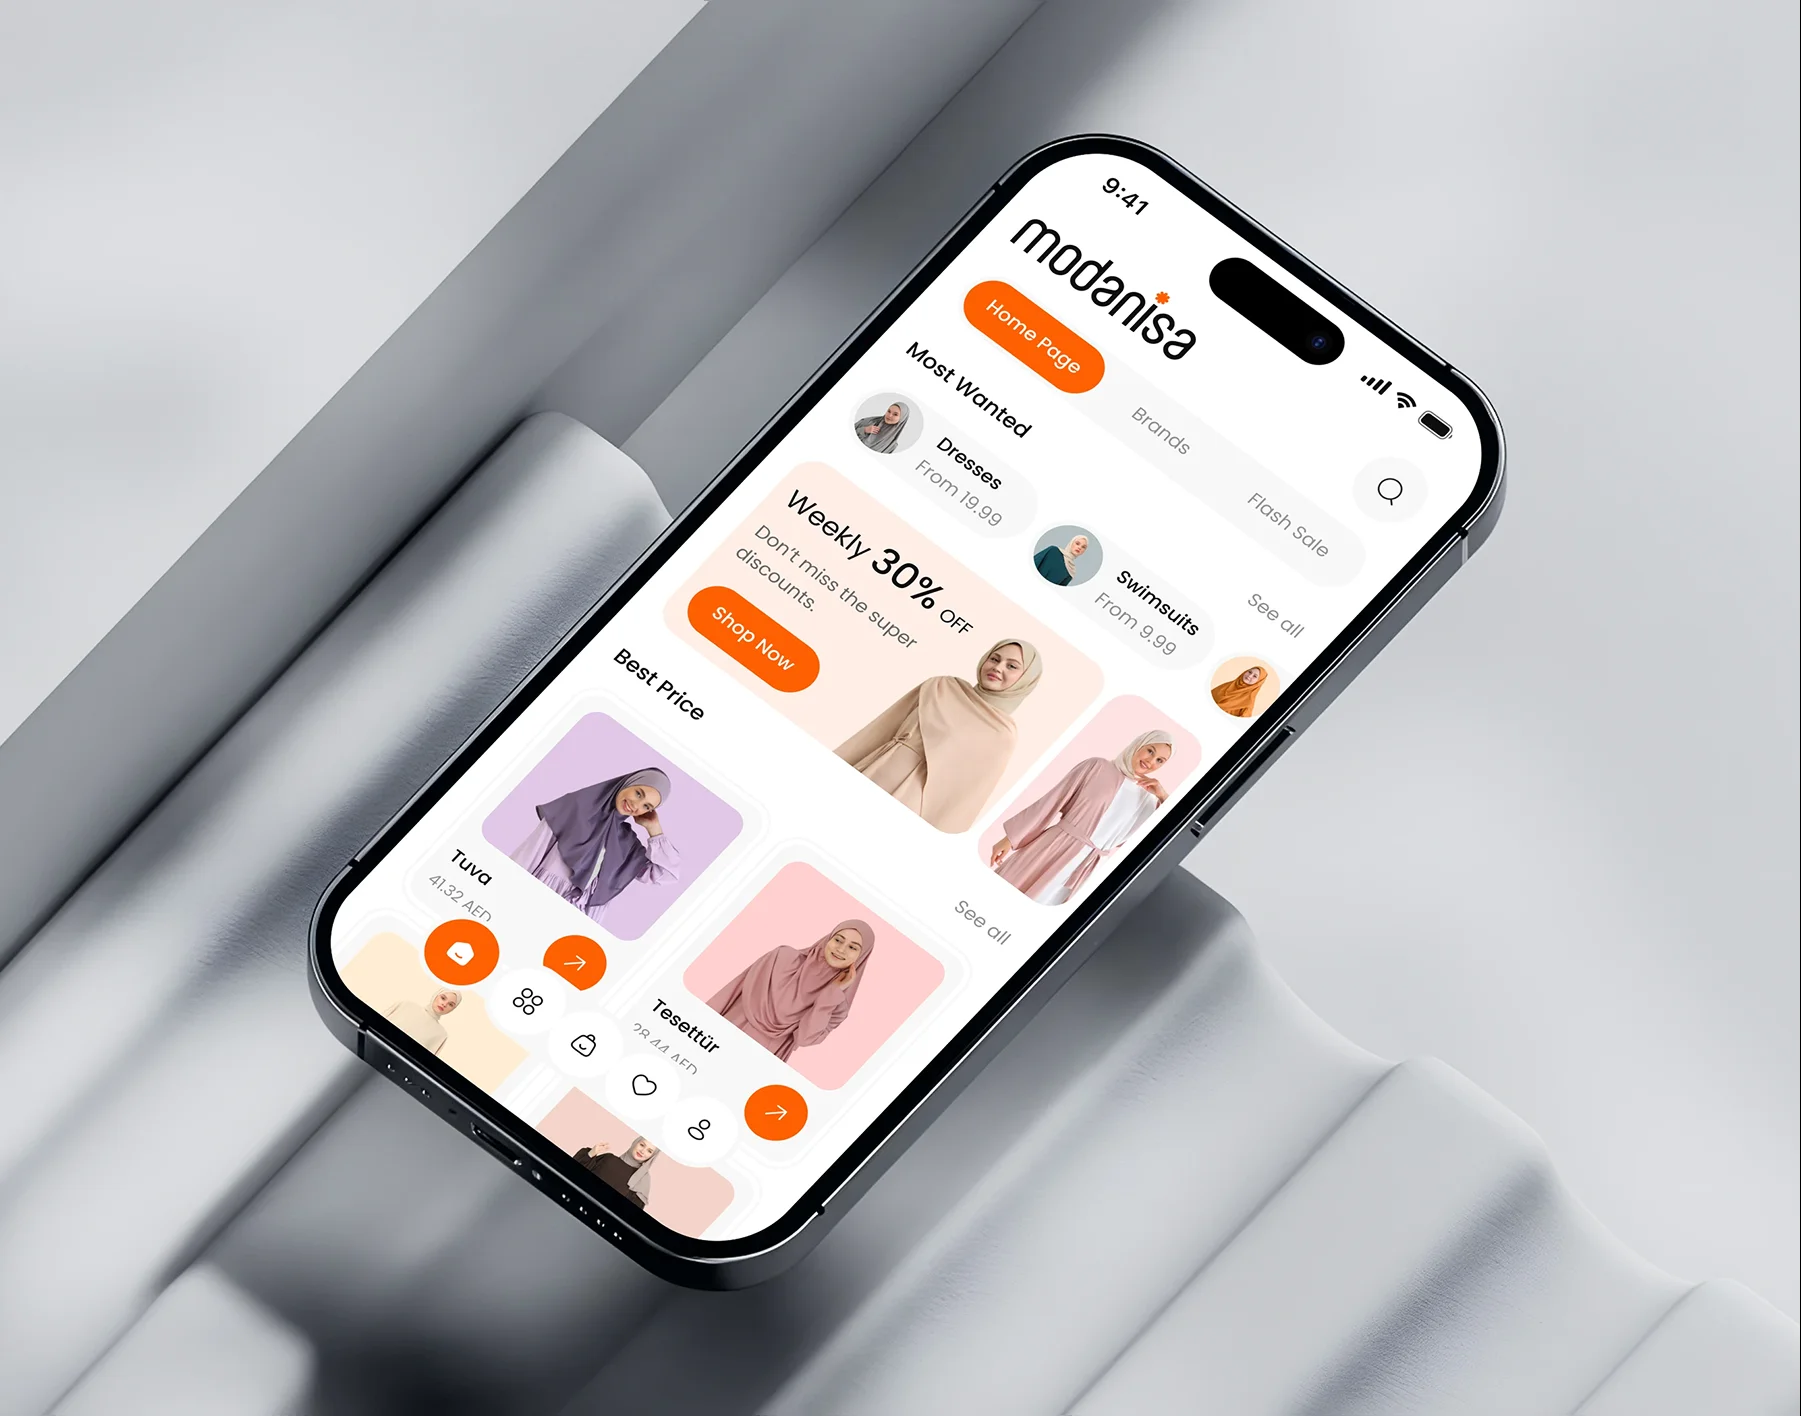 9:41
modanisa
Home Page
Brands
Flash Sale
Most Wanted
See all
Dresses
From 19.99
Swimsuits
From 9.99
Weekly 30% OFF
Don't miss the super
discounts.
Shop Now
Best Price
See all
Tuva
41.32 AED
Tesettür
28.44 AED